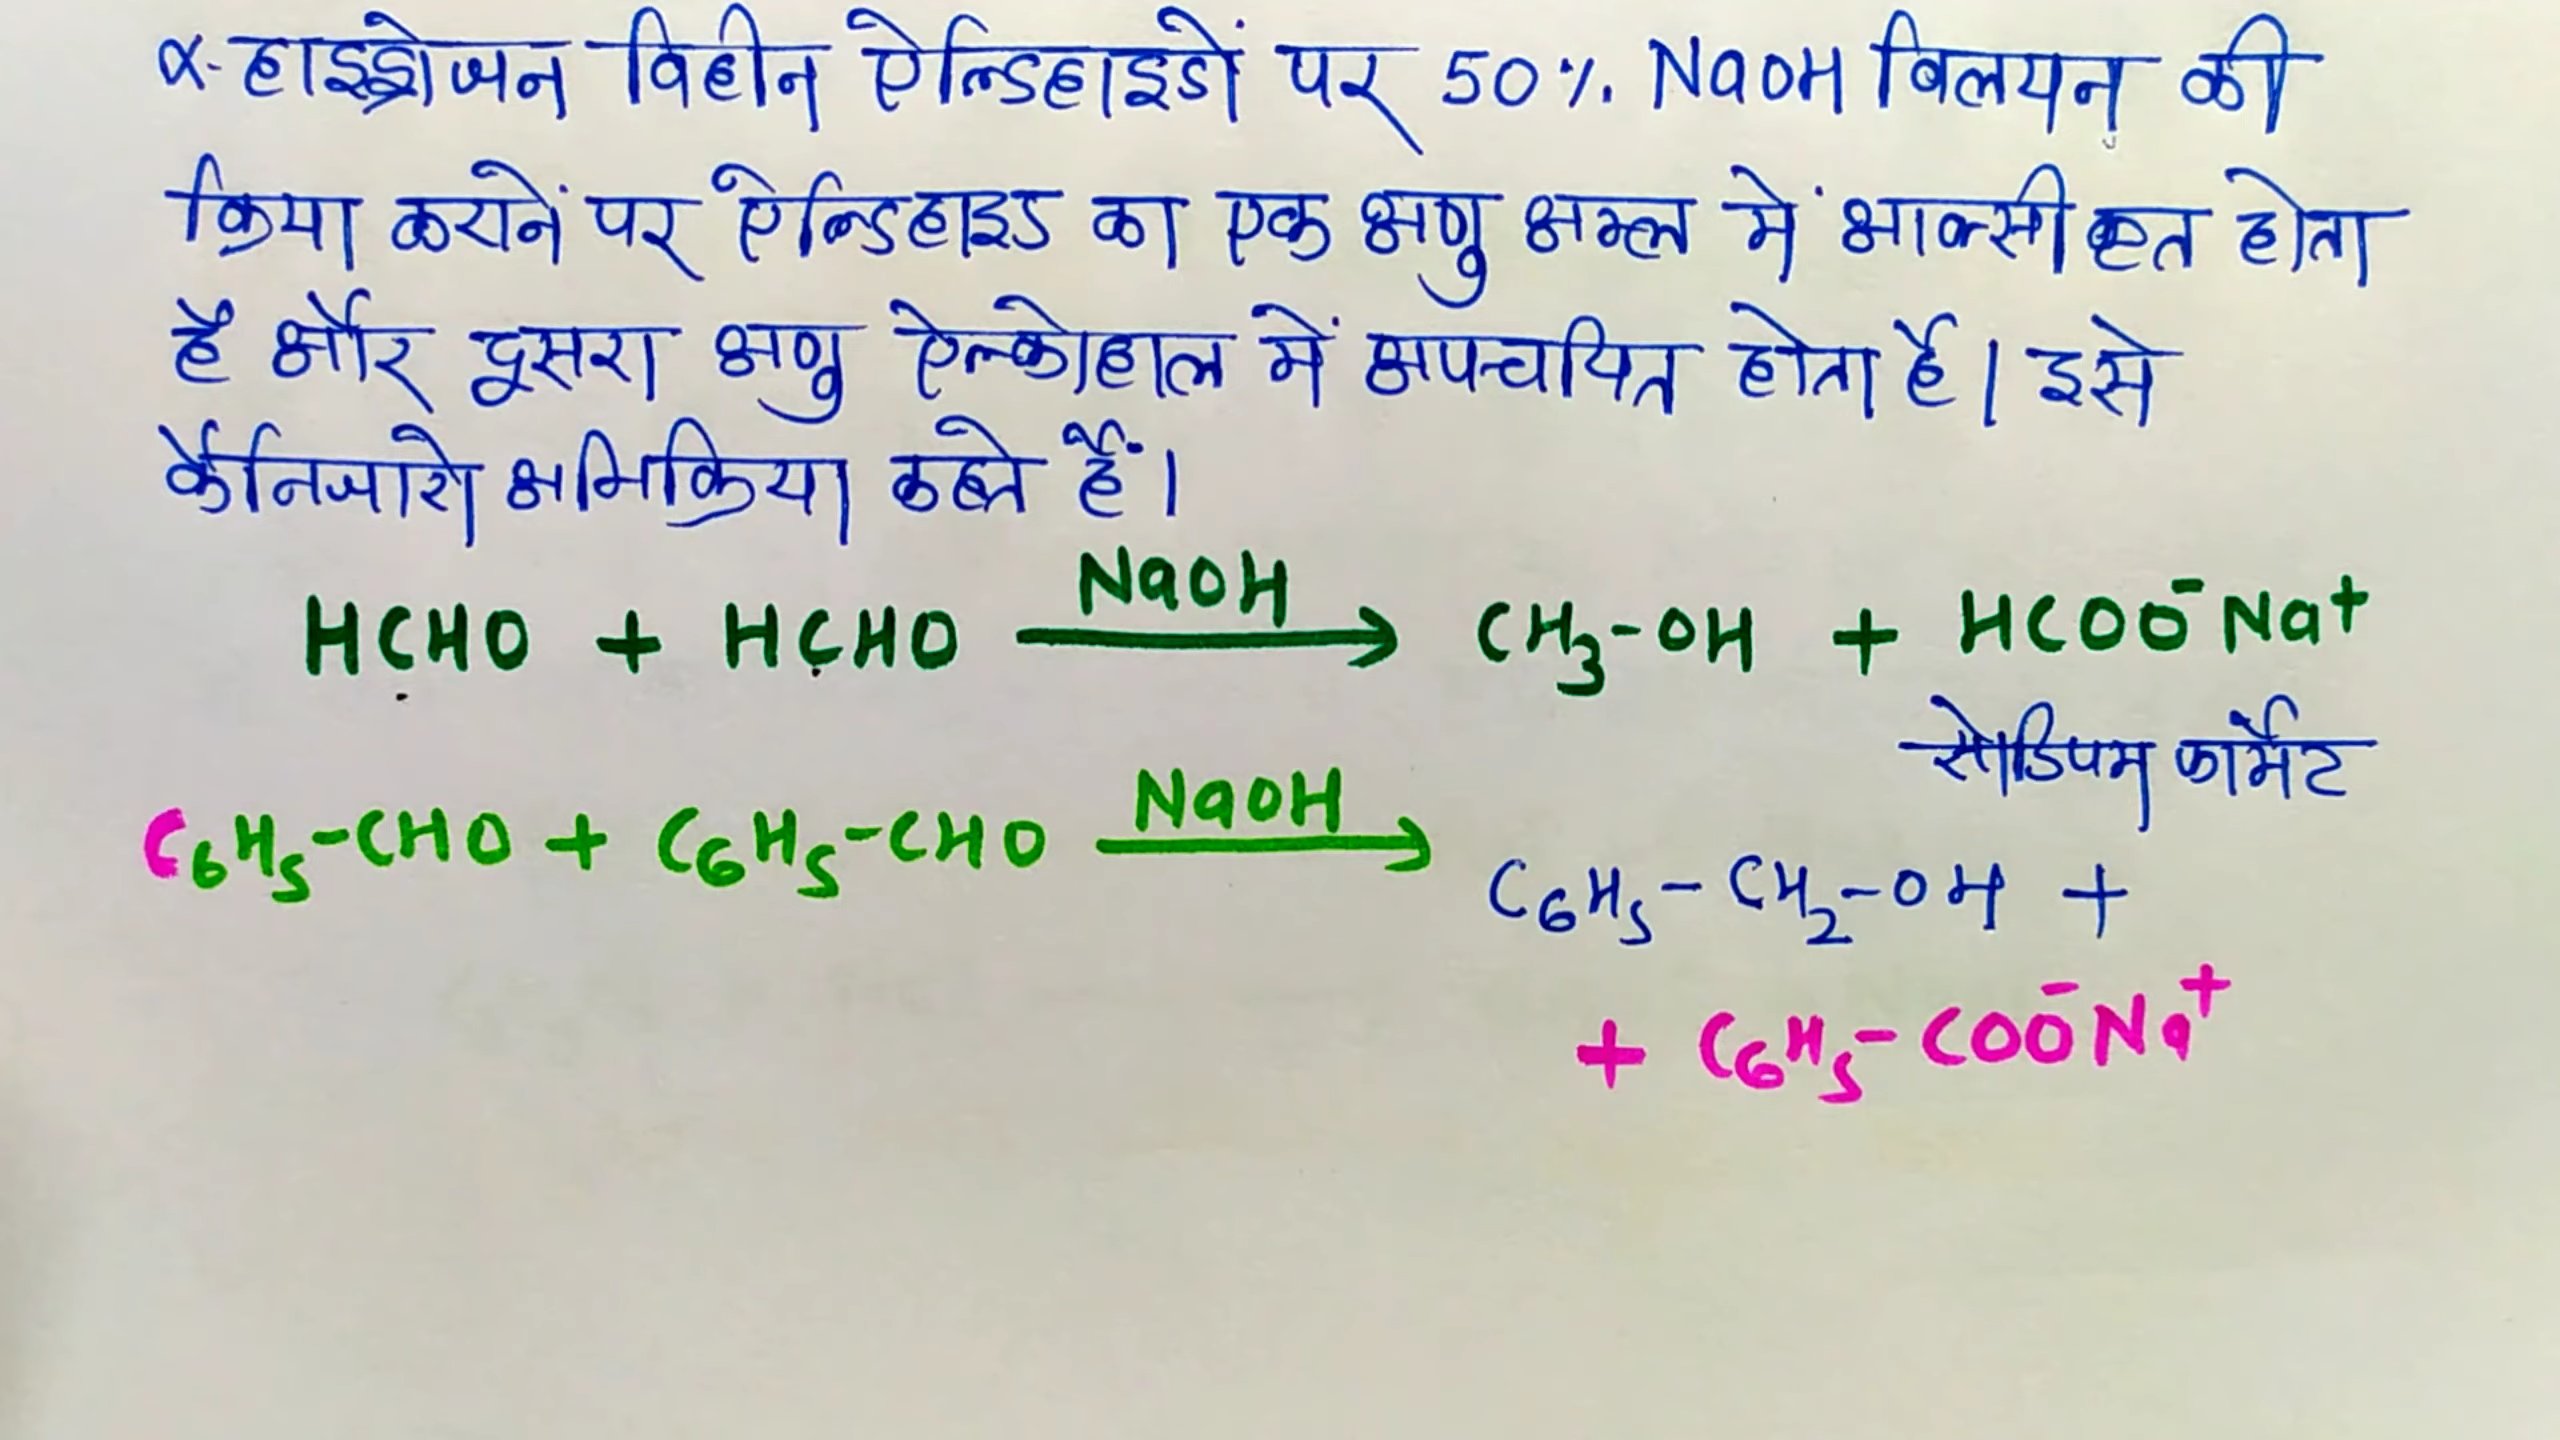 α-हाइड्रोजन विहीन ऐल्डिहाइडों पर 50% NaOH विलयन की
क्रिया कराने पर ऐल्डिहाइड का एक अणु अम्ल में आक्सीकृत होता
है और दूसरा अणु ऐल्कोहाल में अपचयित होता है। इसे
कैनिजारो अभिक्रिया कहते हैं।
HCHO + HCHO —NaOH→ CH₃-OH + HCOO⁻Na⁺
सोडियम फार्मेट
C₆H₅-CHO + C₆H₅-CHO —NaOH→
C₆H₅-CH₂-OH +
+ C₆H₅-COO⁻Na⁺